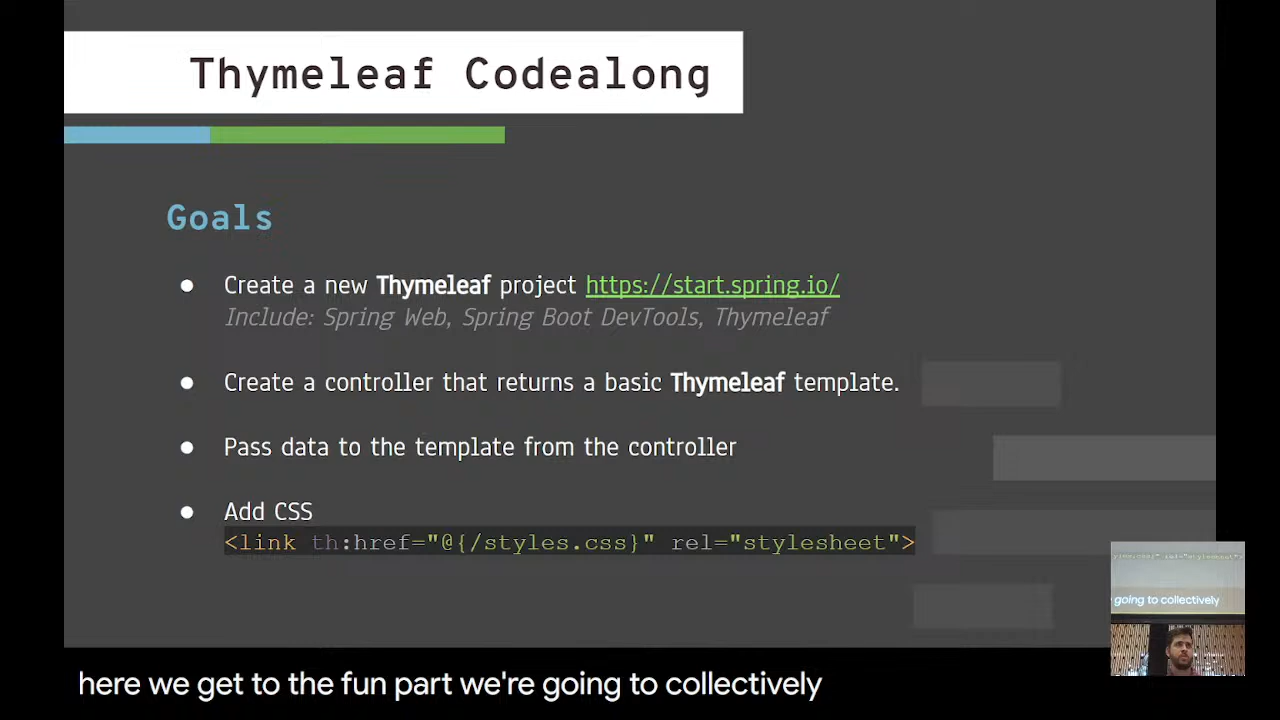 Thymeleaf Codealong
Goals
● Create a new Thymeleaf project https://start.spring.io/
Include: Spring Web, Spring Boot DevTools, Thymeleaf
● Create a controller that returns a basic Thymeleaf template.
● Pass data to the template from the controller
● Add CSS
<link th:href="@{/styles.css}" rel="stylesheet">
going to collectively
here we get to the fun part we're going to collectively